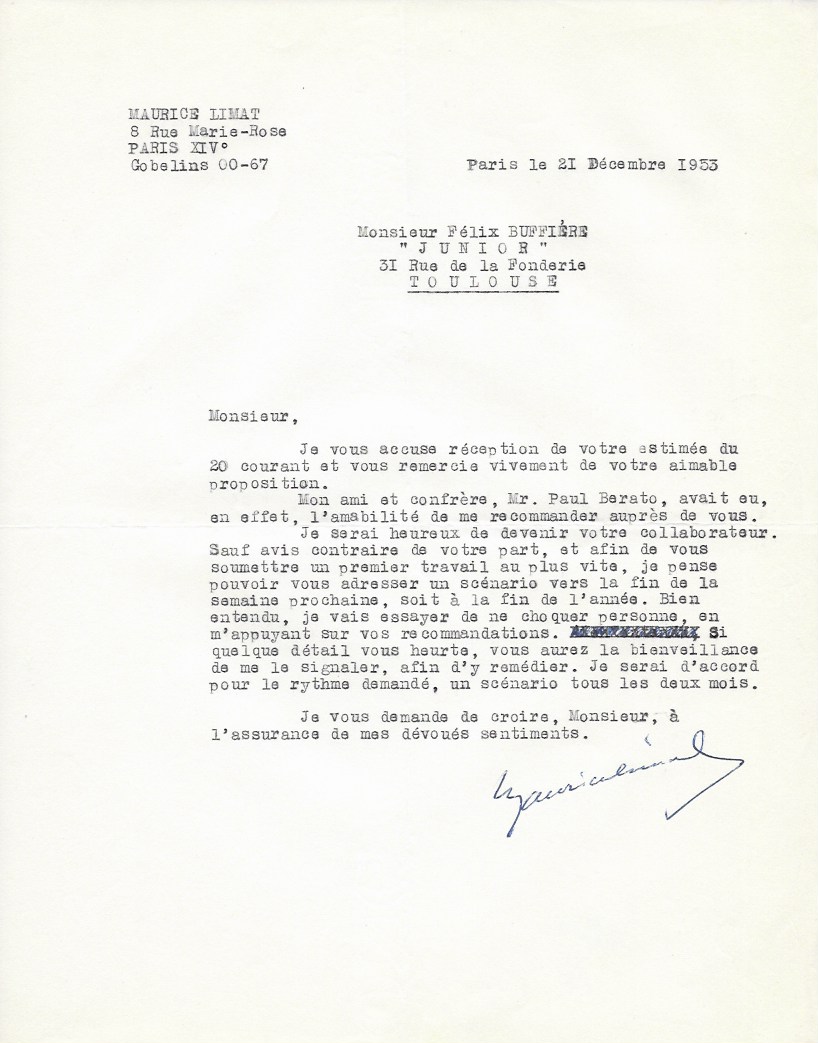 MAURICE LIMAT
8 Rue Marie-Rose
PARIS XIV°
Gobelins 00-67
Paris le 2I Décembre I953
Monsieur Félix BUFFIÉRE
" J U N I O R "
3I Rue de la Fonderie
T O U L O U S E
Monsieur,
Je vous accuse réception de votre estimée du
20 courant et vous remercie vivement de votre aimable
proposition.
Mon ami et confrère, Mr. Paul Berato, avait eu,
en effet, l'amabilité de me recommander auprès de vous.
Je serai heureux de devenir votre collaborateur.
Sauf avis contraire de votre part, et afin de vous
soumettre un premier travail au plus vite, je pense
pouvoir vous adresser un scénario vers la fin de la
semaine prochaine, soit à la fin de l'année. Bien
entendu, je vais essayer de ne choquer personne, en
m'appuyant sur vos recommandations. Si
quelque détail vous heurte, vous aurez la bienveillance
de me le signaler, afin d'y remédier. Je serai d'accord
pour le rythme demandé, un scénario tous les deux mois.
Je vous demande de croire, Monsieur, à
l'assurance de mes dévoués sentiments.
Maurice Limat